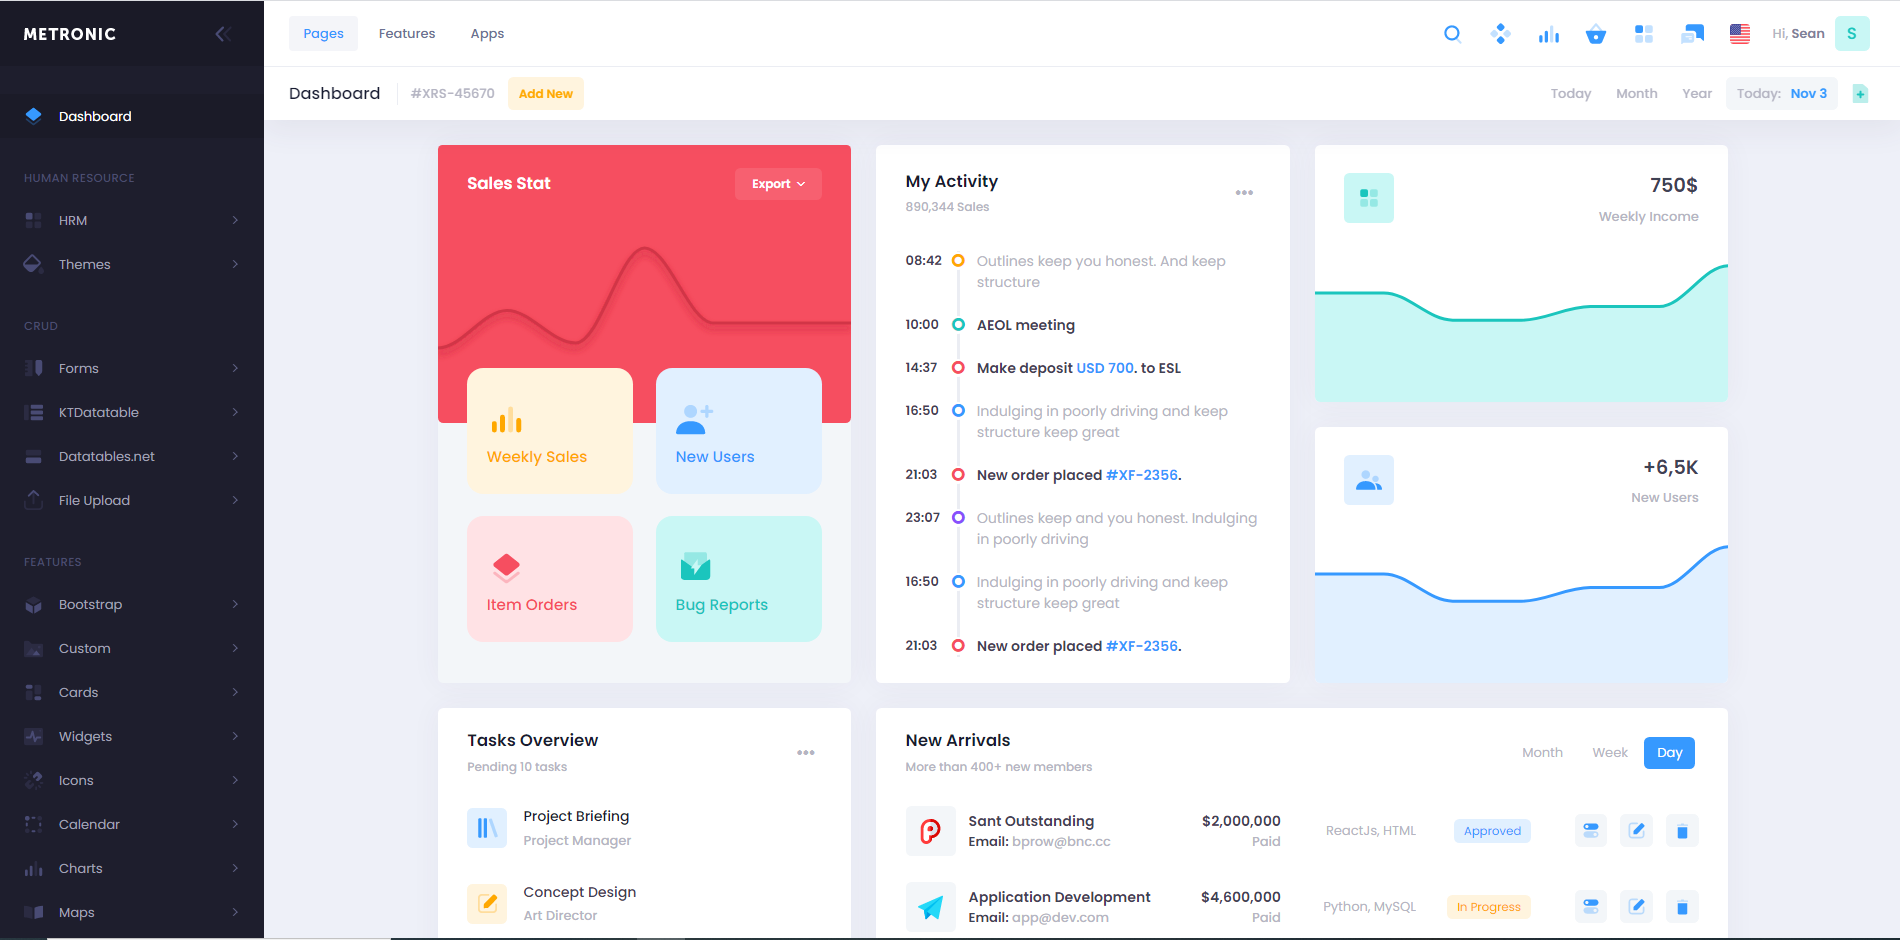 METRONIC
Dashboard
HUMAN RESOURCE
HRM
Themes
CRUD
Forms
KTDatatable
Datatables.net
File Upload
FEATURES
Bootstrap
Custom
Cards
Widgets
Icons
Calendar
Charts
Maps
Pages Features Apps
Hi, Sean S
Dashboard #XRS-45670 Add New
Today Month Year Today: Nov 3
Sales Stat Export
Weekly Sales
New Users
Item Orders
Bug Reports
My Activity
890,344 Sales
08:42 Outlines keep you honest. And keep
structure
10:00 AEOL meeting
14:37 Make deposit USD 700. to ESL
16:50 Indulging in poorly driving and keep
structure keep great
21:03 New order placed #XF-2356.
23:07 Outlines keep and you honest. Indulging
in poorly driving
16:50 Indulging in poorly driving and keep
structure keep great
21:03 New order placed #XF-2356.
750$
Weekly Income
+6,5K
New Users
Tasks Overview
Pending 10 tasks
Project Briefing
Project Manager
Concept Design
Art Director
New Arrivals
More than 400+ new members
Month Week Day
Sant Outstanding $2,000,000
Email: bprow@bnc.cc Paid
ReactJs, HTML Approved
Application Development $4,600,000
Email: app@dev.com Paid
Python, MySQL In Progress